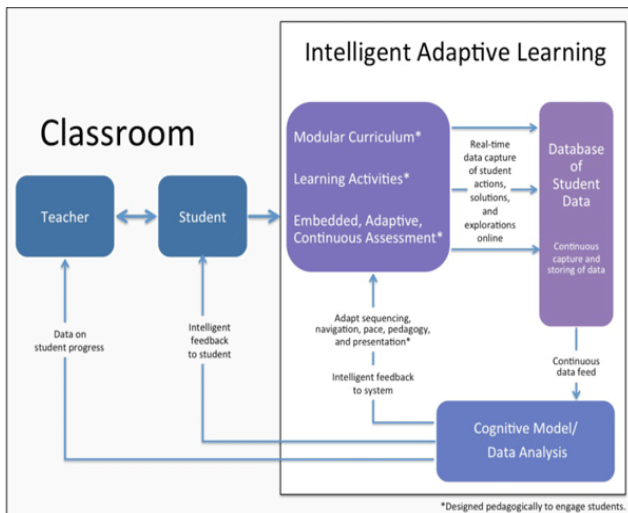 Intelligent Adaptive Learning
Classroom
Teacher
Student
Modular Curriculum*
Learning Activities*
Embedded, Adaptive,
Continuous Assessment*
Real-time
data capture
of student
actions,
solutions,
and
explorations
online
Database
of
Student
Data
Continuous
capture and
storing of data
Data on
student progress
Intelligent
feedback
to student
Adapt sequencing,
navigation, pace, pedagogy,
and presentation*
Intelligent feedback
to system
Continuous
data feed
Cognitive Model/
Data Analysis
*Designed pedagogically to engage students.